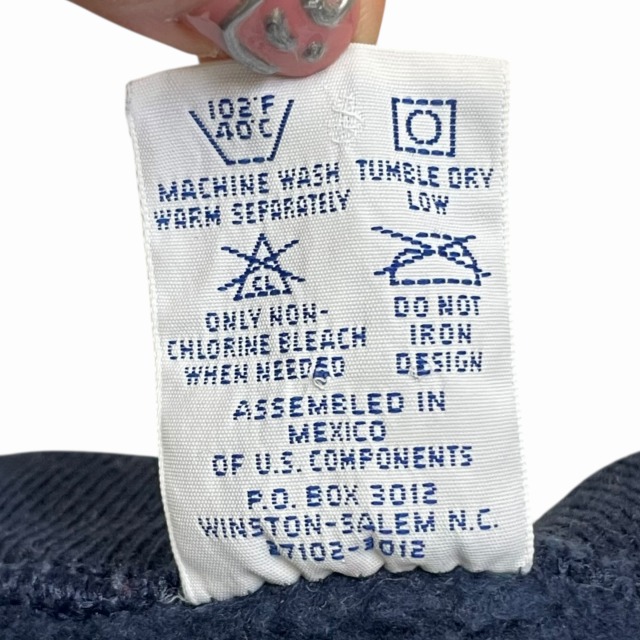 102°F
40°C
MACHINE WASH
WARM SEPARATELY
TUMBLE DRY
LOW
CL
ONLY NON-
CHLORINE BLEACH
WHEN NEEDED
DO NOT
IRON
DESIGN
ASSEMBLED IN
MEXICO
OF U.S. COMPONENTS
P.O. BOX 3012
WINSTON-SALEM N.C.
27102-3012